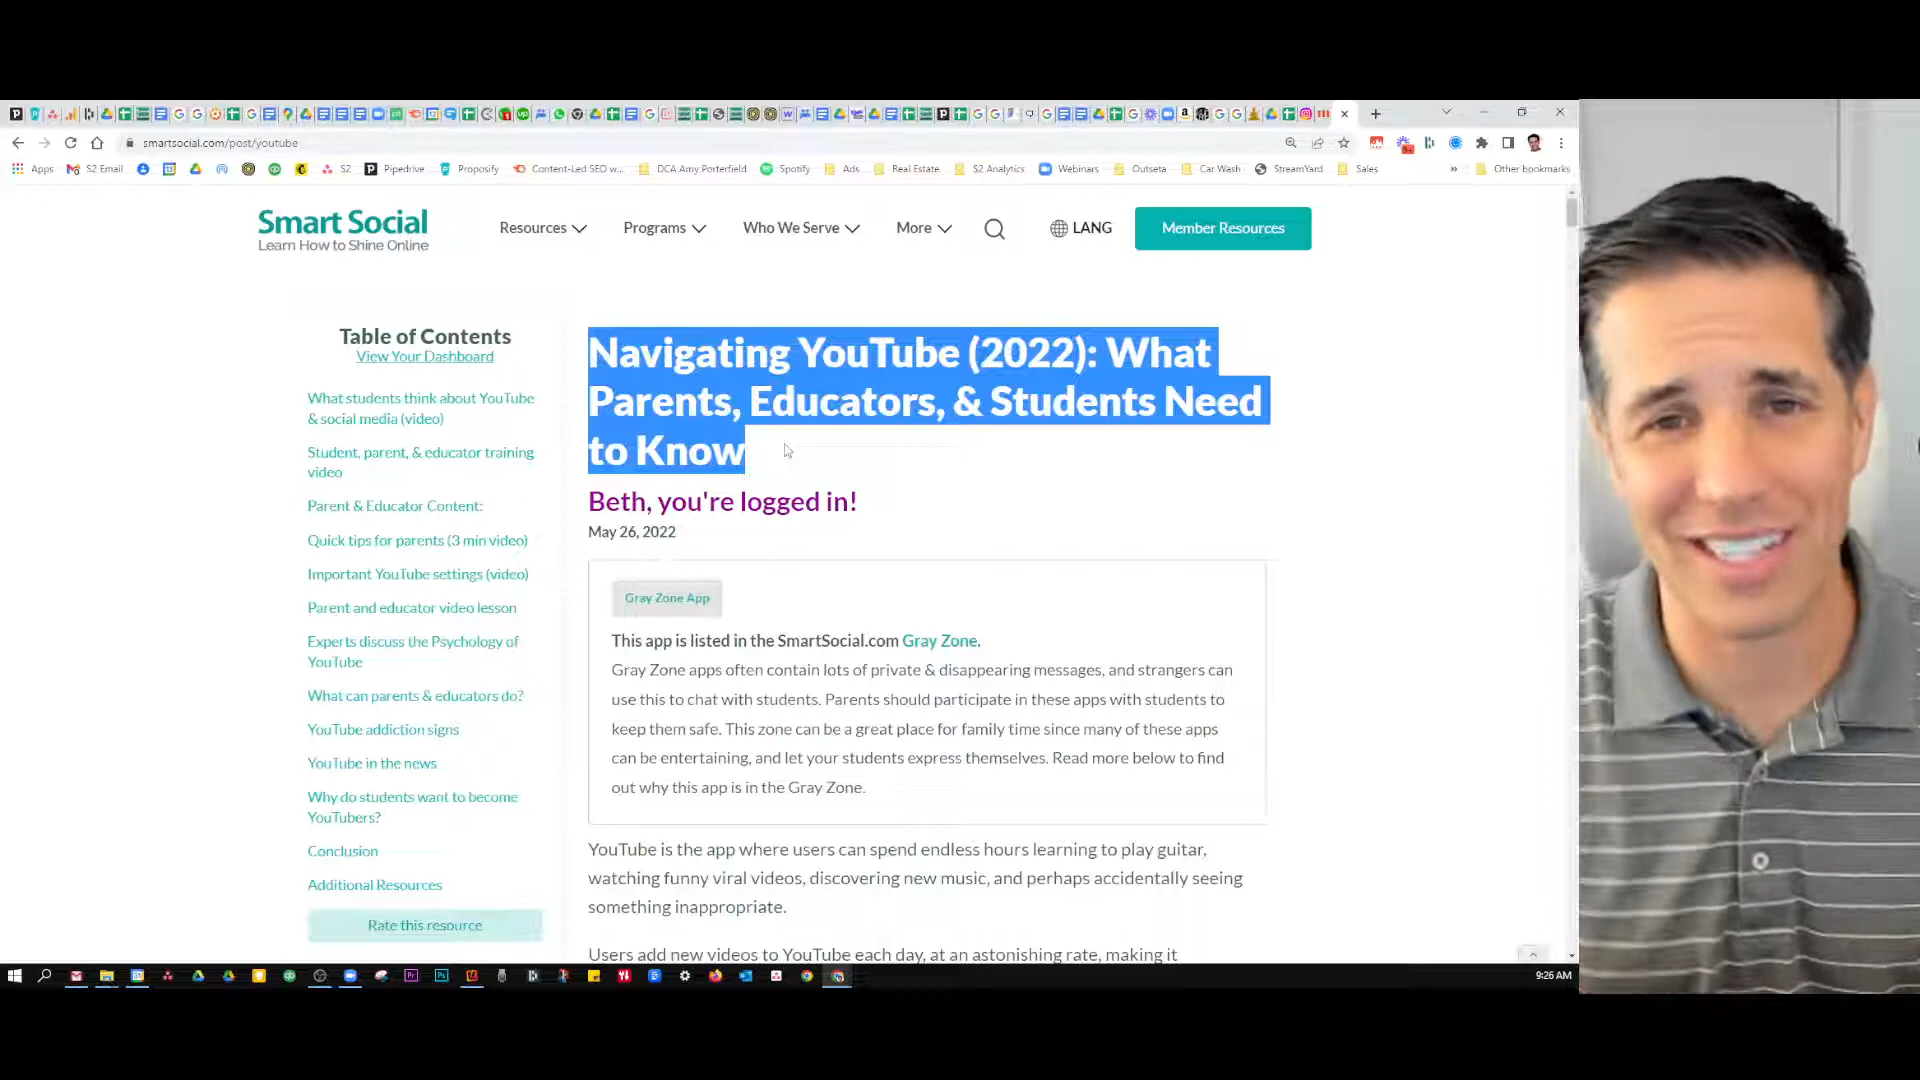 smartsocial.com/post/youtube
Apps S2 Email S2 Pipedrive Proposify Content-Led SEO w... DCA Amy Porterfield Spotify Ads Real Estate S2 Analytics Webinars Outseta Car Wash StreamYard Sales » Other bookmarks
Smart Social
Learn How to Shine Online
Resources Programs Who We Serve More LANG Member Resources
Table of Contents
View Your Dashboard
What students think about YouTube
& social media (video)
Student, parent, & educator training
video
Parent & Educator Content:
Quick tips for parents (3 min video)
Important YouTube settings (video)
Parent and educator video lesson
Experts discuss the Psychology of
YouTube
What can parents & educators do?
YouTube addiction signs
YouTube in the news
Why do students want to become
YouTubers?
Conclusion
Additional Resources
Rate this resource
Navigating YouTube (2022): What
Parents, Educators, & Students Need
to Know
Beth, you're logged in!
May 26, 2022
Gray Zone App
This app is listed in the SmartSocial.com Gray Zone.
Gray Zone apps often contain lots of private & disappearing messages, and strangers can
use this to chat with students. Parents should participate in these apps with students to
keep them safe. This zone can be a great place for family time since many of these apps
can be entertaining, and let your students express themselves. Read more below to find
out why this app is in the Gray Zone.
YouTube is the app where users can spend endless hours learning to play guitar,
watching funny viral videos, discovering new music, and perhaps accidentally seeing
something inappropriate.
Users add new videos to YouTube each day, at an astonishing rate, making it
9:26 AM